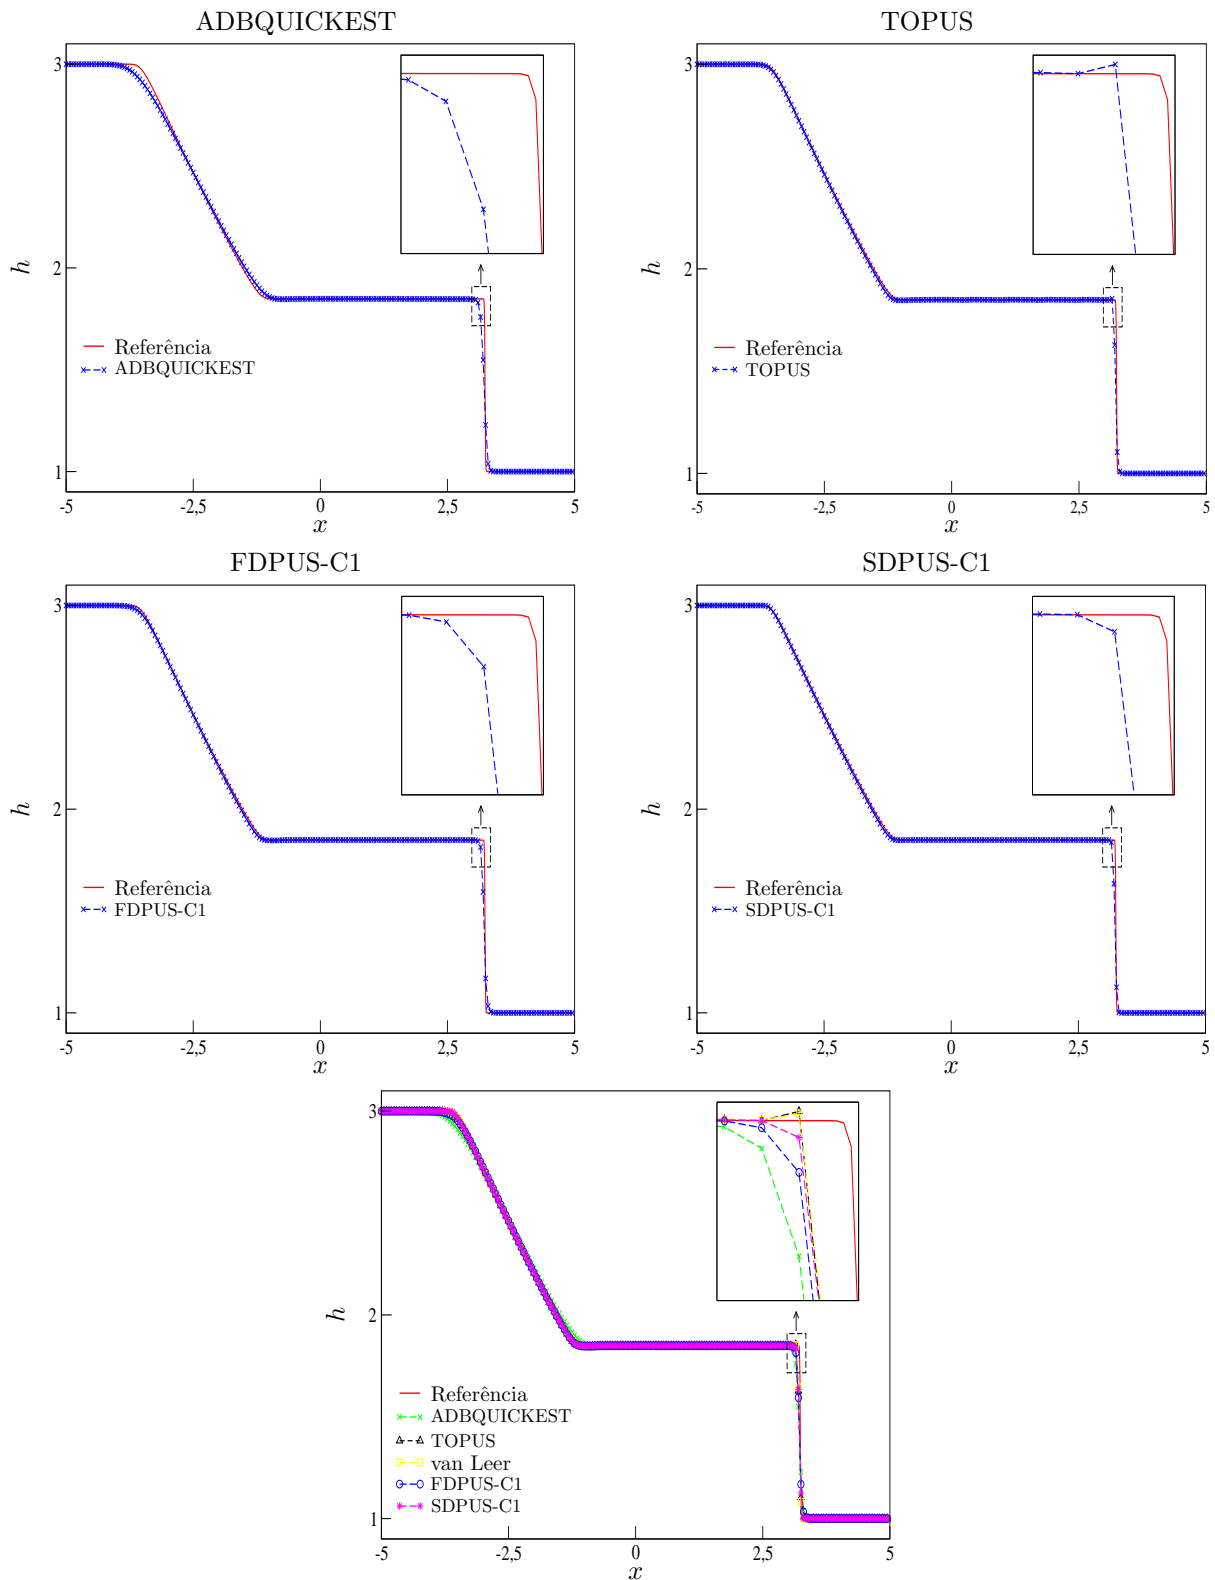 ADBQUICKEST
3
2
1
h
Referência
ADBQUICKEST
-5
-2,5
0
2,5
5
x
TOPUS
3
2
1
h
Referência
TOPUS
-5
-2,5
0
2,5
5
x
FDPUS-C1
3
2
1
h
Referência
FDPUS-C1
-5
-2,5
0
2,5
5
x
SDPUS-C1
3
2
1
h
Referência
SDPUS-C1
-5
-2,5
0
2,5
5
x
3
2
1
h
Referência
ADBQUICKEST
TOPUS
van Leer
FDPUS-C1
SDPUS-C1
-5
-2,5
0
2,5
5
x